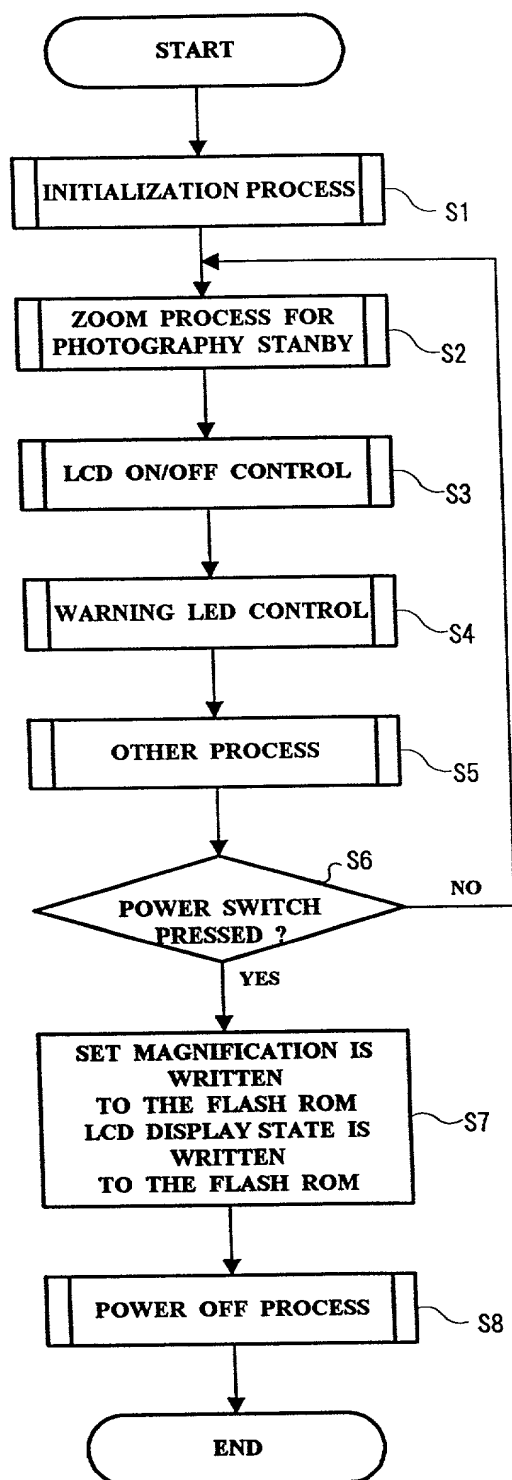 START
INITIALIZATION PROCESS
S1
ZOOM PROCESS FOR
PHOTOGRAPHY STANBY
S2
LCD ON/OFF CONTROL
S3
WARNING LED CONTROL
S4
OTHER PROCESS
S5
S6
POWER SWITCH
PRESSED ?
NO
YES
SET MAGNIFICATION IS
WRITTEN
TO THE FLASH ROM
LCD DISPLAY STATE IS
WRITTEN
TO THE FLASH ROM
S7
POWER OFF PROCESS
S8
END